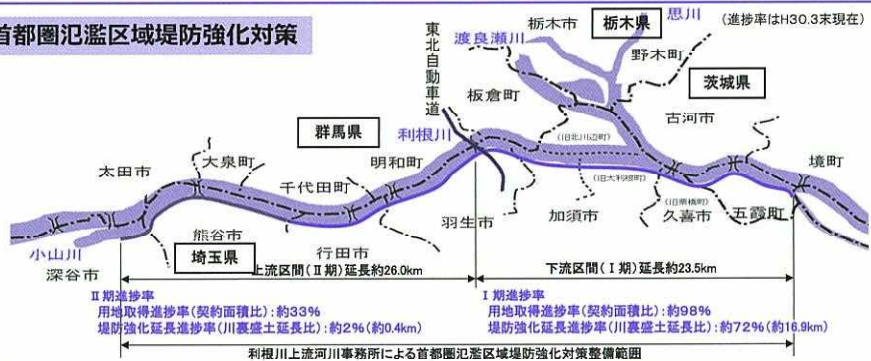 首都圏氾濫区域堤防強化対策
(進捗率はH30.3末現在)
栃木県
思川
栃木市
渡良瀬川
野木町
茨城県
東北自動車道
板倉町
古河市
群馬県
利根川
(旧北川辺町)
太田市
大泉町
明和町
千代田町
(旧大利根町)
境町
(旧栗橋町)
羽生市
加須市
久喜市
五霞町
小山川
熊谷市
行田市
深谷市
埼玉県
上流区間(Ⅱ期)延長約26.0km
下流区間(Ⅰ期)延長約23.5km
Ⅱ期進捗率
用地取得進捗率(契約面積比):約33%
堤防強化延長進捗率(川裏盛土延長比):約2%(約0.4km)
Ⅰ期進捗率
用地取得進捗率(契約面積比):約98%
堤防強化延長進捗率(川裏盛土延長比):約72%(約16.9km)
利根川上流河川事務所による首都圏氾濫区域堤防強化対策整備範囲